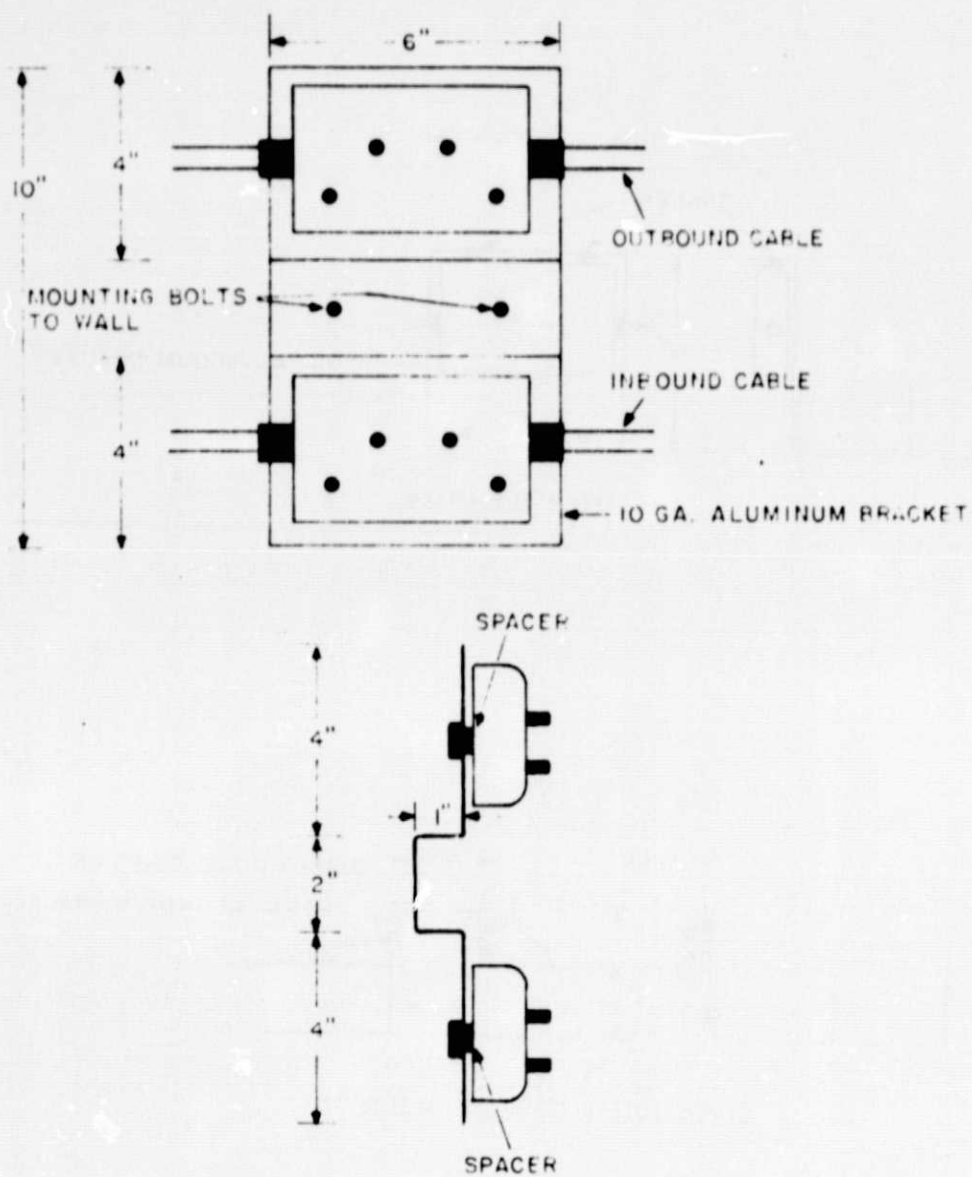 6"
10"
4"
OUTBOUND CABLE
MOUNTING BOLTS
TO WALL
INBOUND CABLE
4"
10 GA. ALUMINUM BRACKET
SPACER
4"
1"
2"
4"
SPACER